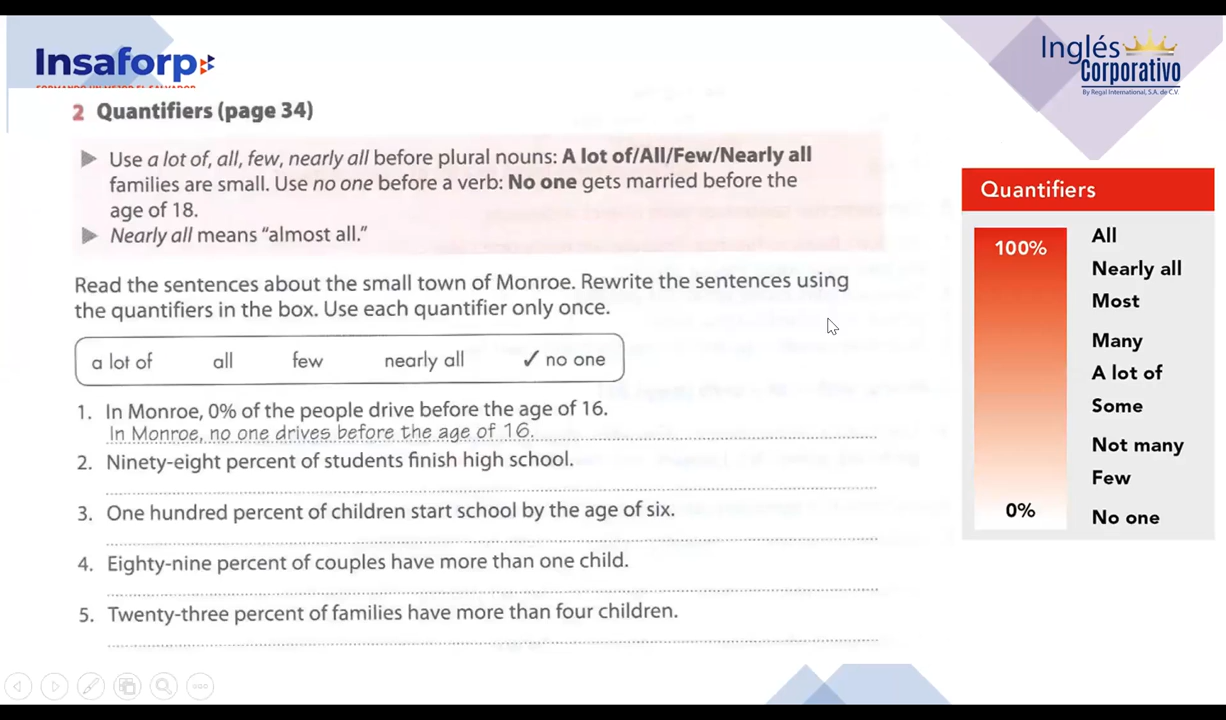 Insaforp
FORMANDO UN MEJOR EL SALVADOR
Inglés
Corporativo
By Regal International, S.A. de C.V.
2 Quantifiers (page 34)
▶ Use a lot of, all, few, nearly all before plural nouns: A lot of/All/Few/Nearly all
families are small. Use no one before a verb: No one gets married before the
age of 18.
▶ Nearly all means “almost all.”
Read the sentences about the small town of Monroe. Rewrite the sentences using
the quantifiers in the box. Use each quantifier only once.
a lot of all few nearly all ✓ no one
1. In Monroe, 0% of the people drive before the age of 16.
In Monroe, no one drives before the age of 16.
2. Ninety-eight percent of students finish high school.
3. One hundred percent of children start school by the age of six.
4. Eighty-nine percent of couples have more than one child.
5. Twenty-three percent of families have more than four children.
Quantifiers
100%
All
Nearly all
Most
Many
A lot of
Some
Not many
Few
0%
No one